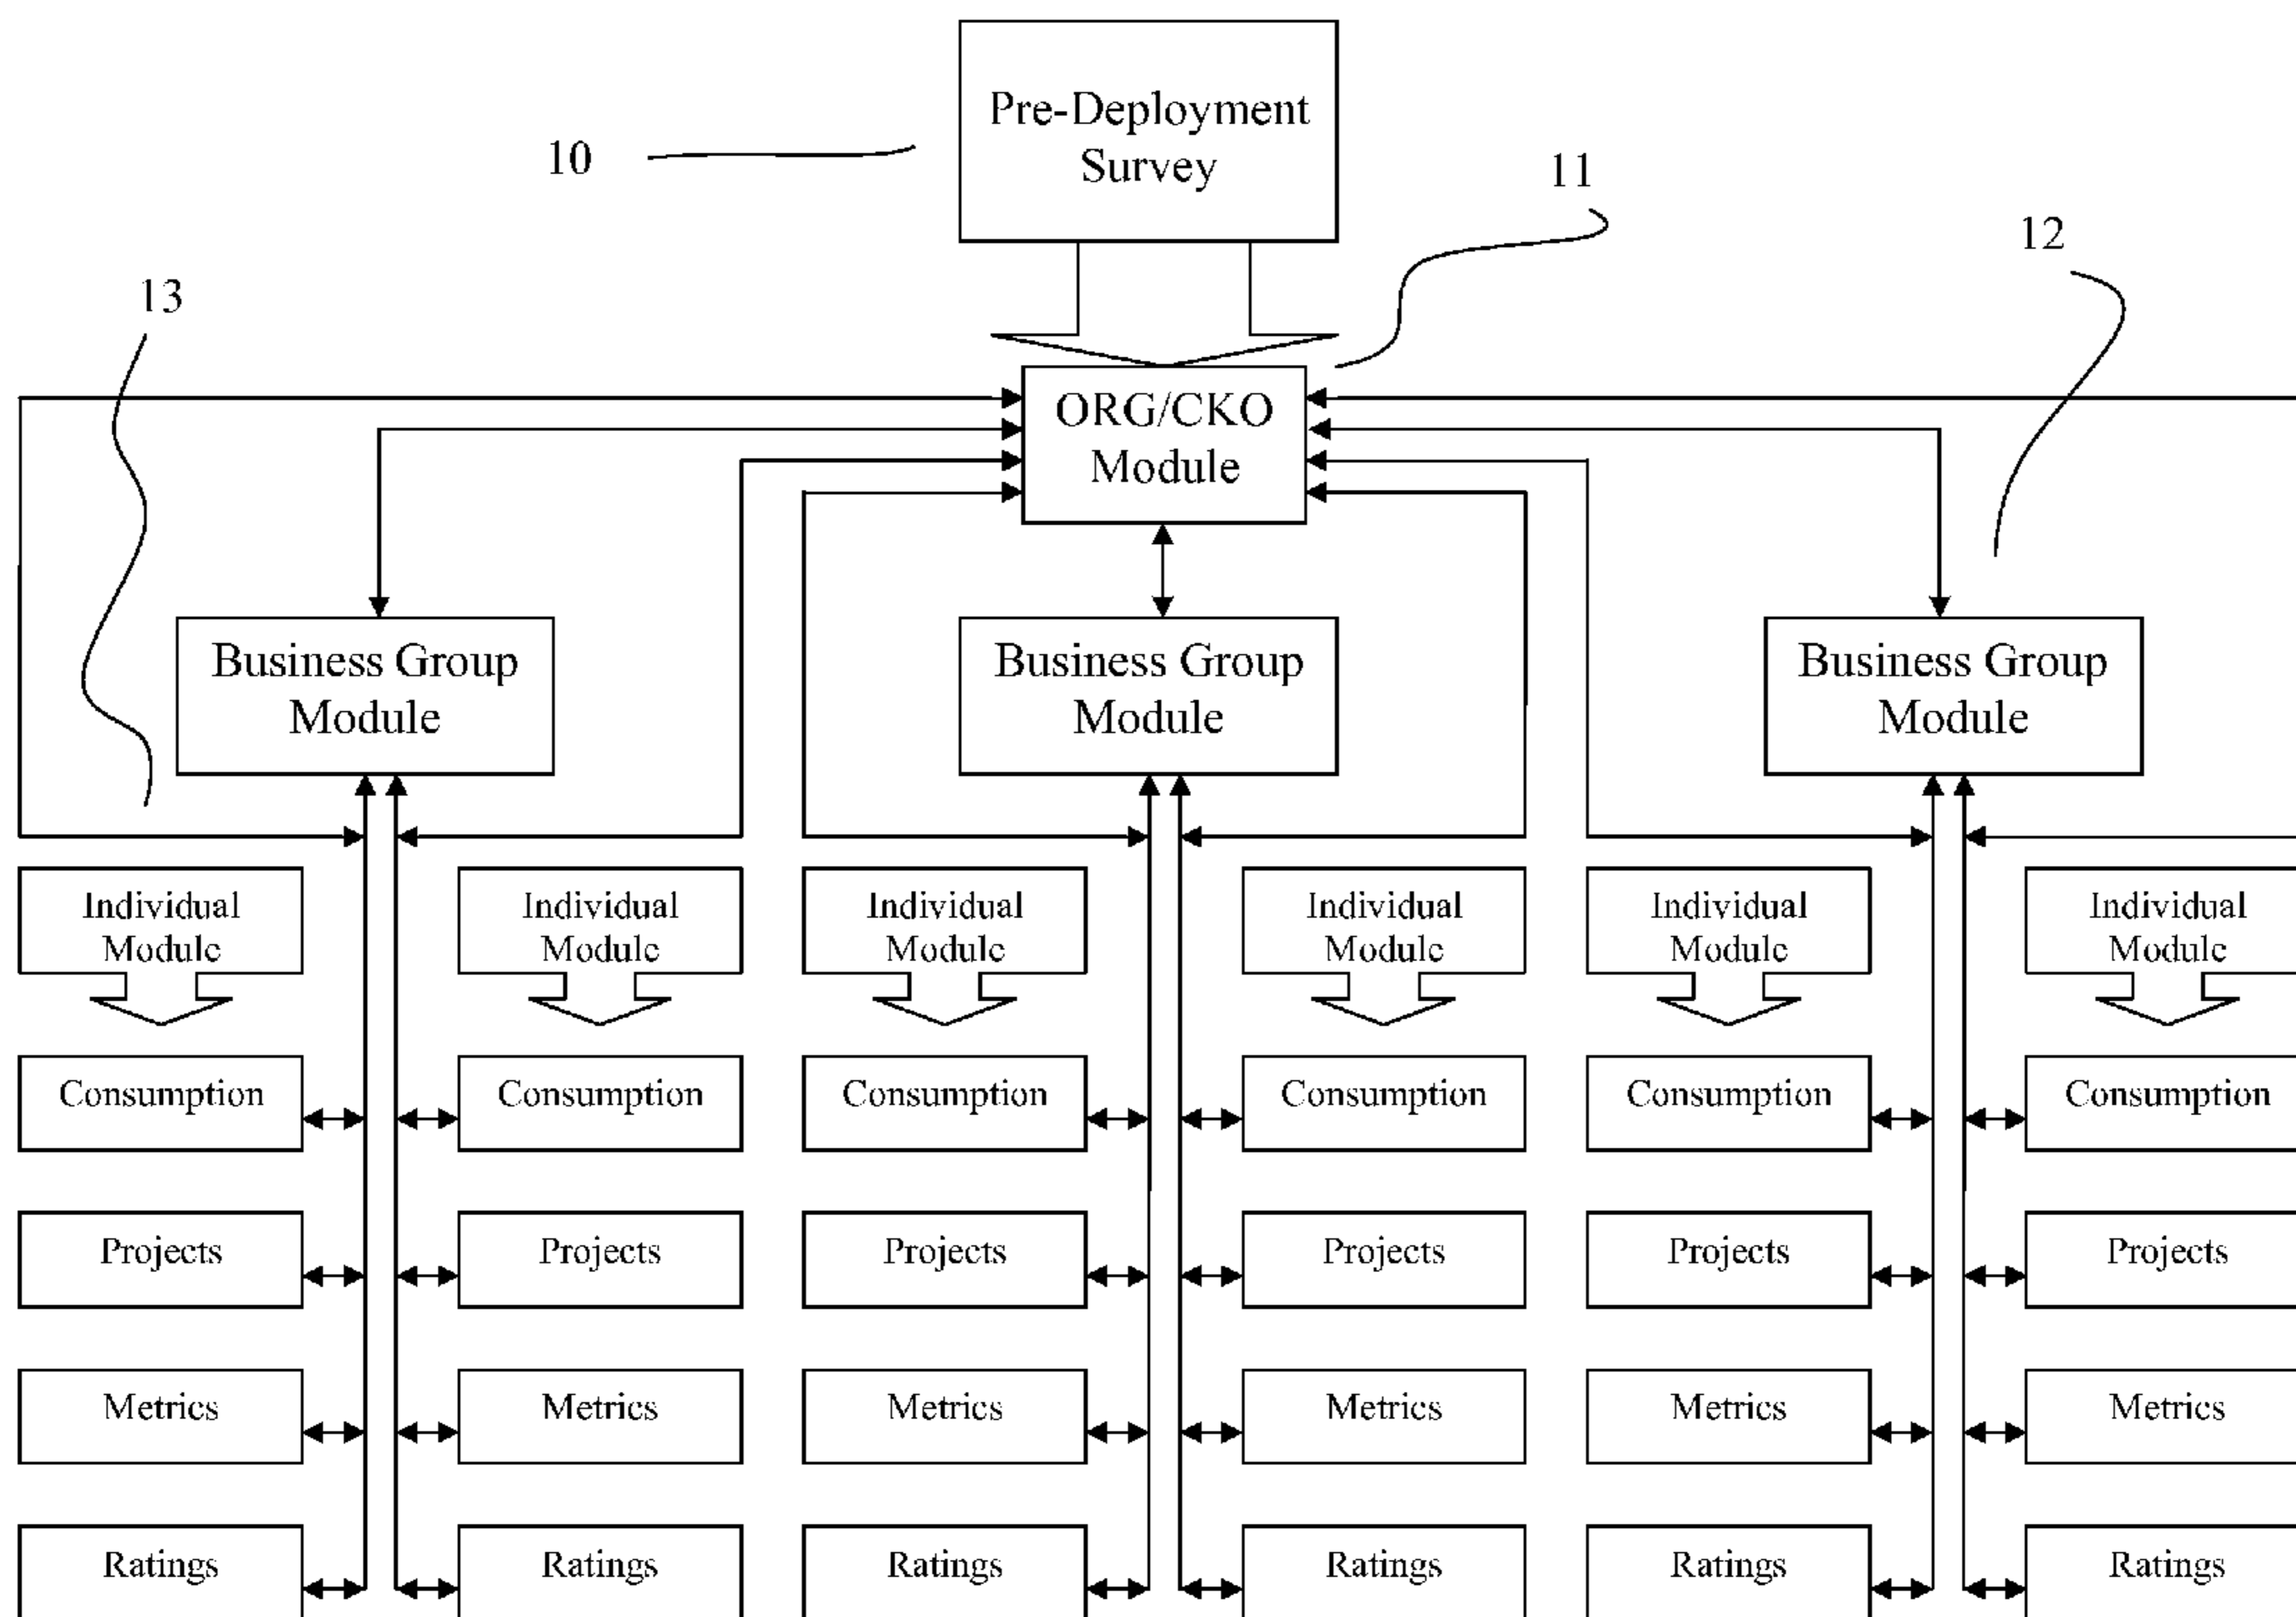 Pre-Deployment
Survey
10
11
12
13
ORG/CKO
Module
Business Group
Module
Business Group
Module
Business Group
Module
Individual
Module
Individual
Module
Individual
Module
Individual
Module
Individual
Module
Individual
Module
Consumption
Consumption
Consumption
Consumption
Consumption
Consumption
Projects
Projects
Projects
Projects
Projects
Projects
Metrics
Metrics
Metrics
Metrics
Metrics
Metrics
Ratings
Ratings
Ratings
Ratings
Ratings
Ratings